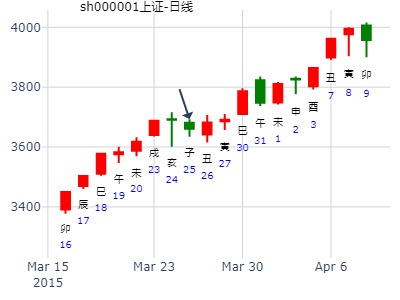 sh000001上证-日线
4000
3800
3600
3400
卯
16
辰
17
巳
18
午
19
未
20
戌
23
亥
24
子
25
丑
26
寅
27
巳
30
午
31
未
1
申
2
酉
3
丑
7
寅
8
卯
9
Mar 15
2015
Mar 23
Mar 30
Apr 6